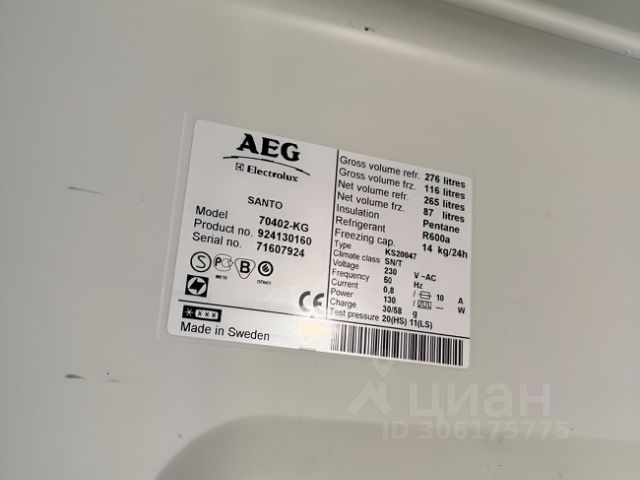 AEG
Electrolux
SANTO
Model 70402-KG
Product no. 924130160
Serial no. 71607924
Made in Sweden
Gross volume refr. 276 litres
Gross volume frz. 116 litres
Net volume refr. 265 litres
Net volume frz. 87 litres
Insulation Pentane
Refrigerant R600a
Freezing cap. 14 kg/24h
Type KS20047
Climate class SN/T
Voltage 230 V ~AC
Frequency 50 Hz
Current 0,8 / 10 A
Power 130 / --- W
Charge 30/58 g
Test pressure 20(HS) 11(LS)
CE
циан
ID 306175775